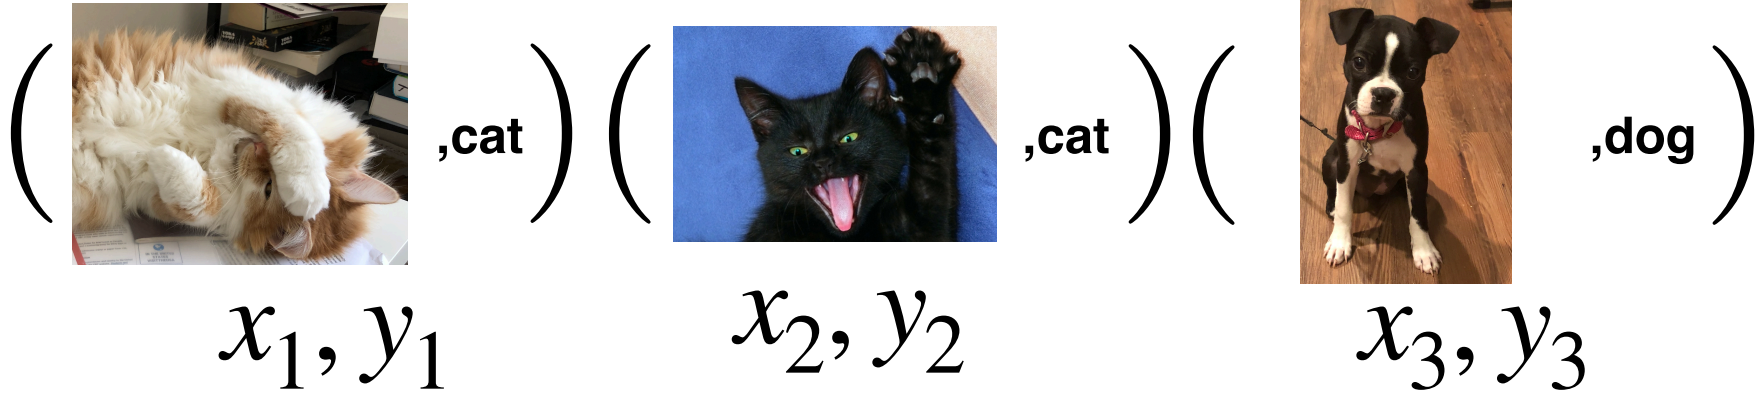 ( ,cat ) ( ,cat ) ( ,dog )
x₁, y₁ x₂, y₂ x₃, y₃